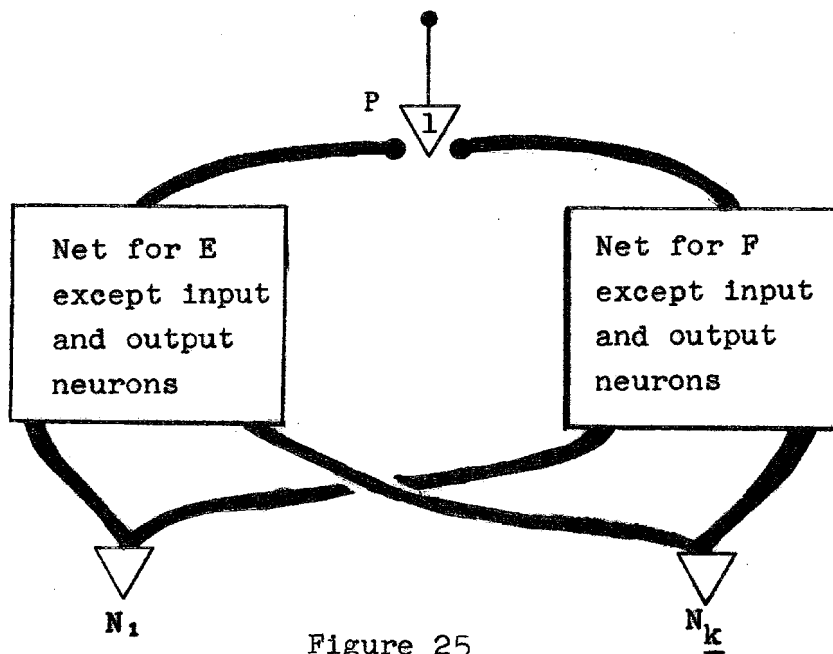 P
1
Net for E
except input
and output
neurons
Net for F
except input
and output
neurons
N₁
Nk
Figure 25